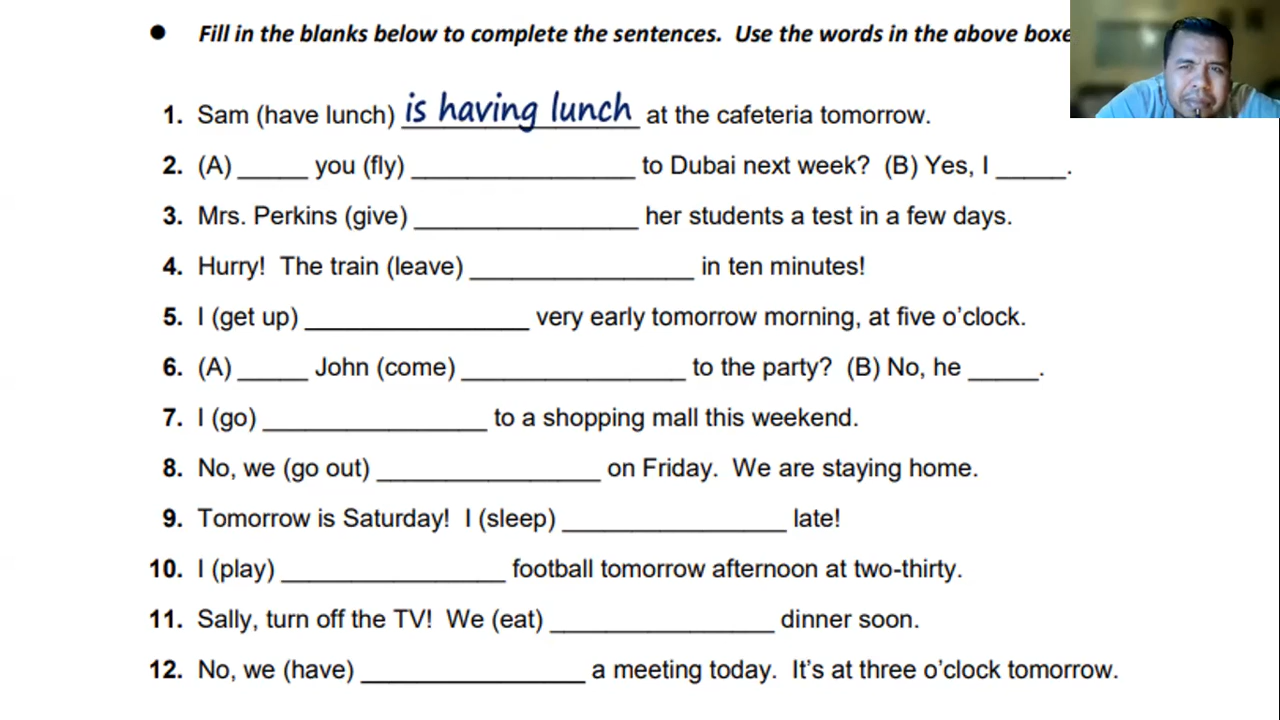 ● Fill in the blanks below to complete the sentences. Use the words in the above boxe
1. Sam (have lunch) is having lunch at the cafeteria tomorrow.
2. (A) _____ you (fly) ________________ to Dubai next week? (B) Yes, I _____.
3. Mrs. Perkins (give) ________________ her students a test in a few days.
4. Hurry! The train (leave) ________________ in ten minutes!
5. I (get up) ________________ very early tomorrow morning, at five o’clock.
6. (A) _____ John (come) ________________ to the party? (B) No, he _____.
7. I (go) ________________ to a shopping mall this weekend.
8. No, we (go out) ________________ on Friday. We are staying home.
9. Tomorrow is Saturday! I (sleep) ________________ late!
10. I (play) ________________ football tomorrow afternoon at two-thirty.
11. Sally, turn off the TV! We (eat) ________________ dinner soon.
12. No, we (have) ________________ a meeting today. It’s at three o’clock tomorrow.